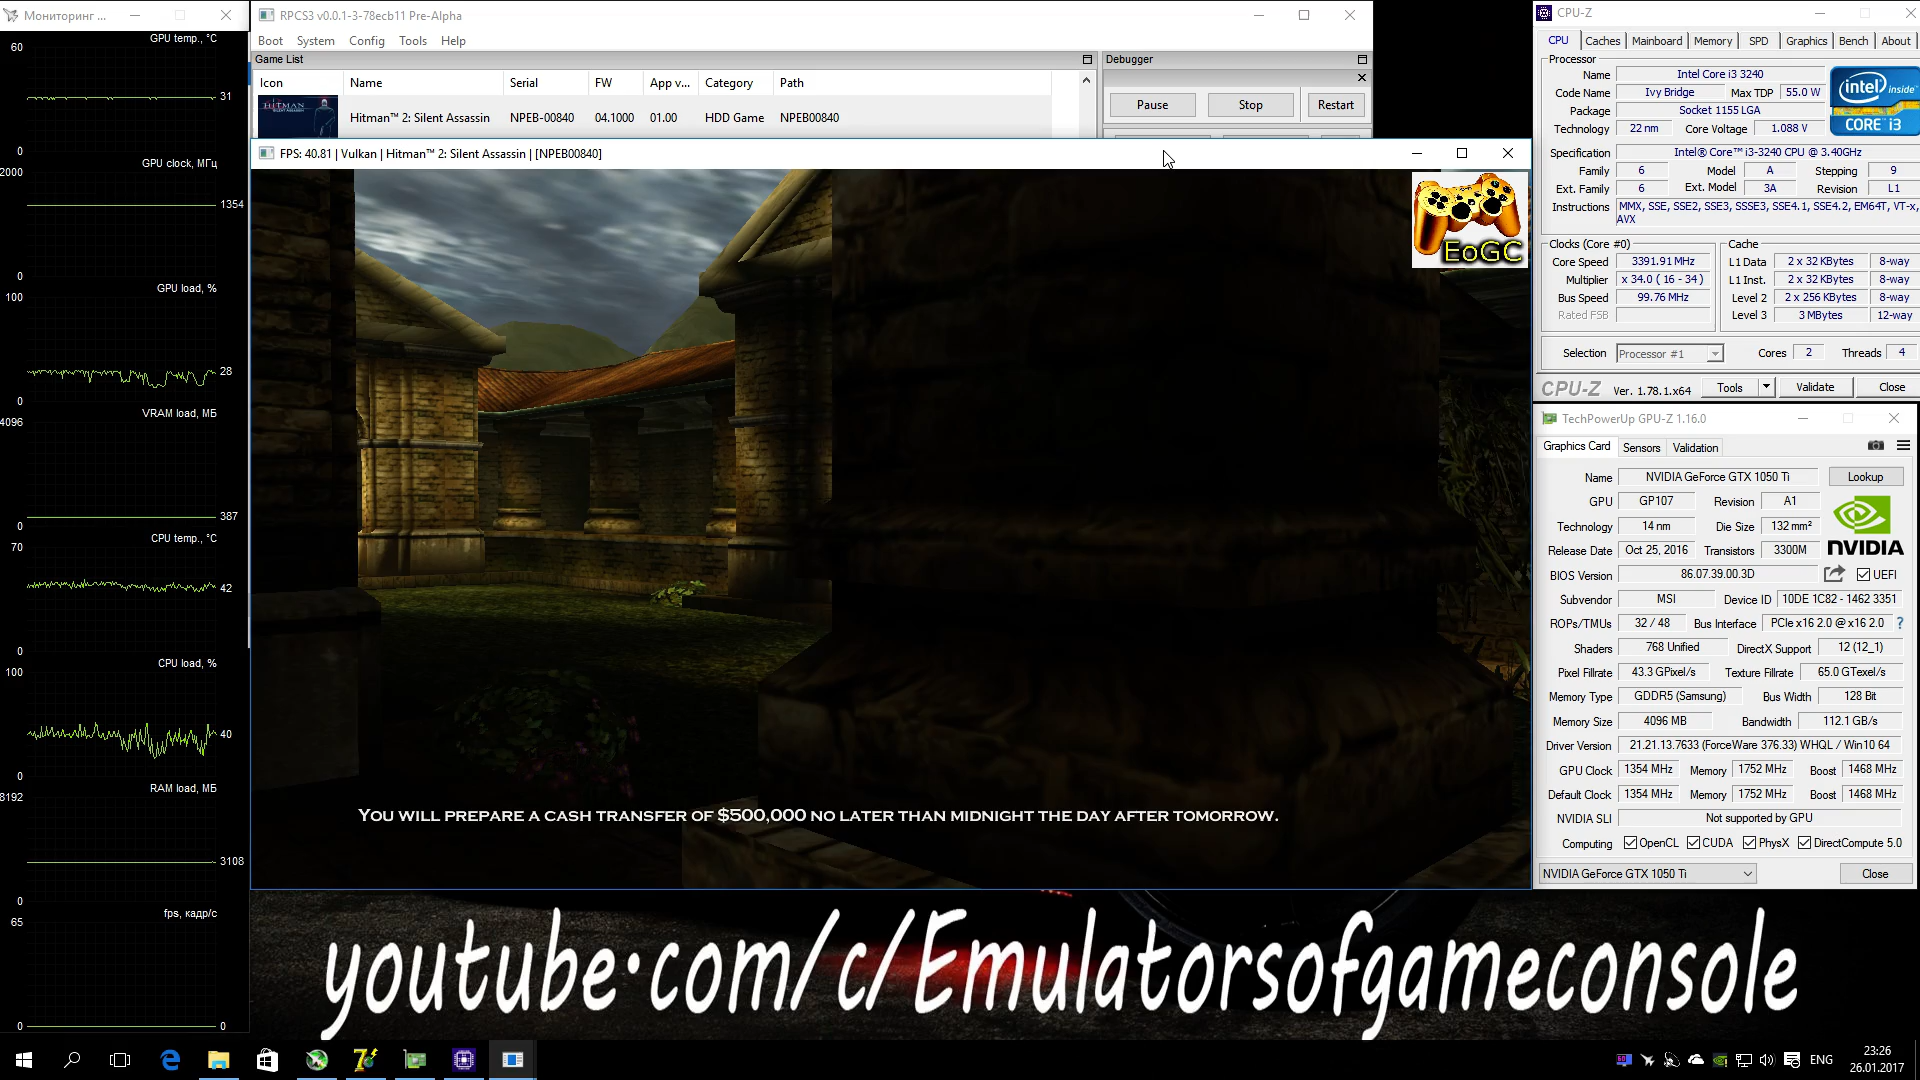 Мониторинг ...
GPU temp., °C
60
31
0
GPU clock, МГц
2000
1354
0
GPU load, %
100
28
0
VRAM load, МБ
4096
387
0
CPU temp., °C
70
42
0
CPU load, %
100
40
0
RAM load, МБ
8192
3108
0
fps, кадр/с
65
0
0
RPCS3 v0.0.1-3-78ecb11 Pre-Alpha
Boot System Config Tools Help
Game List
Icon Name Serial FW App v... Category Path
HITMAN
Hitman™ 2: Silent Assassin NPEB-00840 04.1000 01.00 HDD Game NPEB00840
Debugger
Pause Stop Restart
FPS: 40.81 | Vulkan | Hitman™ 2: Silent Assassin | [NPEB00840]
EoGC
You will prepare a cash transfer of $500,000 no later than midnight the day after tomorrow.
CPU-Z
CPU Caches Mainboard Memory SPD Graphics Bench About
Processor
Name Intel Core i3 3240
Code Name Ivy Bridge Max TDP 55.0 W
Package Socket 1155 LGA
Technology 22 nm Core Voltage 1.088 V
intel inside™
CORE i3
Specification Intel® Core™ i3-3240 CPU @ 3.40GHz
Family 6 Model A Stepping 9
Ext. Family 6 Ext. Model 3A Revision L1
Instructions MMX, SSE, SSE2, SSE3, SSSE3, SSE4.1, SSE4.2, EM64T, VT-x, AVX
Clocks (Core #0)
Core Speed 3391.91 MHz
Multiplier x 34.0 ( 16 - 34 )
Bus Speed 99.76 MHz
Rated FSB
Cache
L1 Data 2 x 32 KBytes 8-way
L1 Inst. 2 x 32 KBytes 8-way
Level 2 2 x 256 KBytes 8-way
Level 3 3 MBytes 12-way
Selection Processor #1 Cores 2 Threads 4
CPU-Z Ver. 1.78.1.x64 Tools Validate Close
TechPowerUp GPU-Z 1.16.0
Graphics Card Sensors Validation
Name NVIDIA GeForce GTX 1050 Ti Lookup
GPU GP107 Revision A1
Technology 14 nm Die Size 132 mm²
Release Date Oct 25, 2016 Transistors 3300M
NVIDIA
BIOS Version 86.07.39.00.3D UEFI
Subvendor MSI Device ID 10DE 1C82 - 1462 3351
ROPs/TMUs 32 / 48 Bus Interface PCIe x16 2.0 @ x16 2.0 ?
Shaders 768 Unified DirectX Support 12 (12_1)
Pixel Fillrate 43.3 GPixel/s Texture Fillrate 65.0 GTexel/s
Memory Type GDDR5 (Samsung) Bus Width 128 Bit
Memory Size 4096 MB Bandwidth 112.1 GB/s
Driver Version 21.21.13.7633 (ForceWare 376.33) WHQL / Win10 64
GPU Clock 1354 MHz Memory 1752 MHz Boost 1468 MHz
Default Clock 1354 MHz Memory 1752 MHz Boost 1468 MHz
NVIDIA SLI Not supported by GPU
Computing OpenCL CUDA PhysX DirectCompute 5.0
NVIDIA GeForce GTX 1050 Ti Close
youtube.com/c/Emulatorsofgameconsole
ENG
23:26
26.01.2017